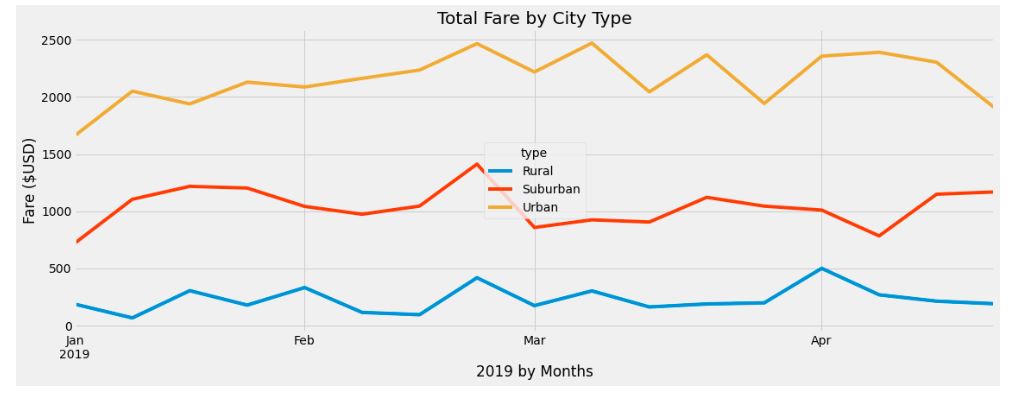 Total Fare by City Type
2500
2000
1500
1000
500
0
Fare ($USD)
type
Rural
Suburban
Urban
Jan
2019
Feb
Mar
Apr
2019 by Months